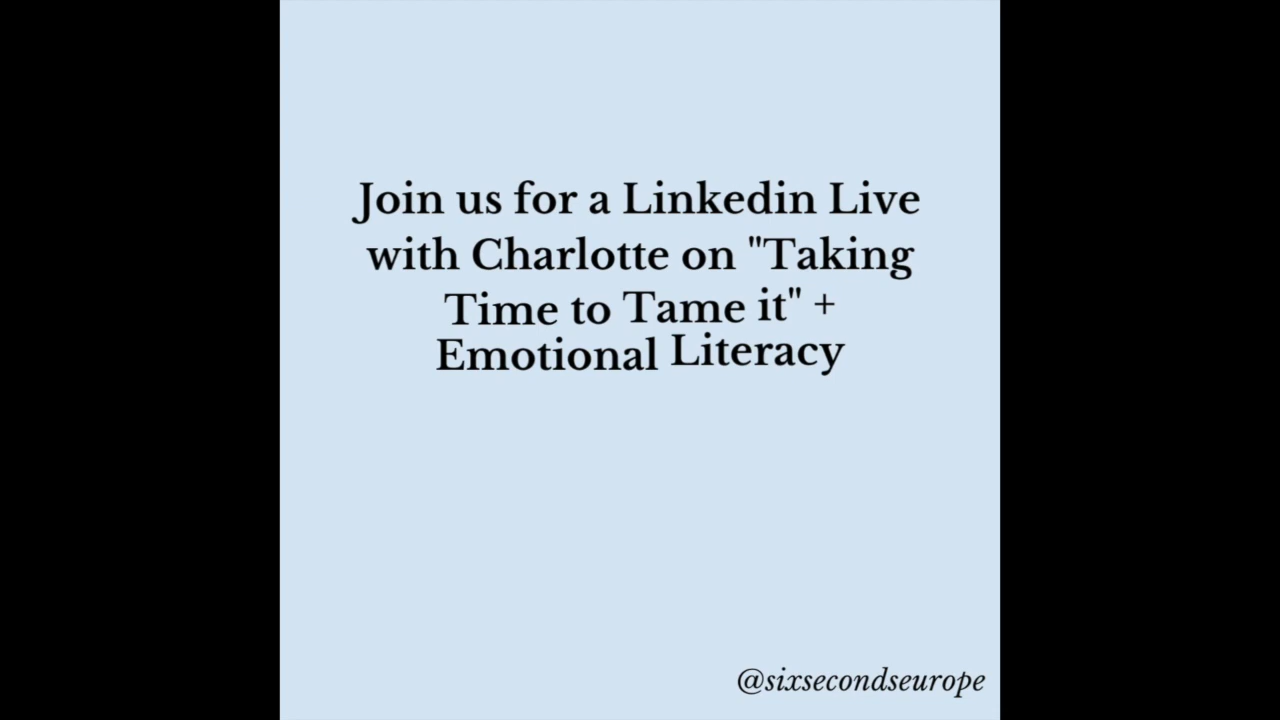 Join us for a Linkedin Live
with Charlotte on "Taking
Time to Tame it" +
Emotional Literacy
@sixsecondseurope